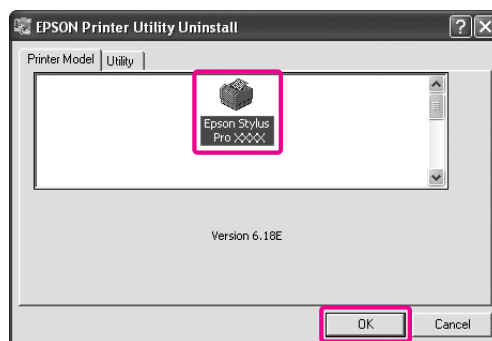 EPSON Printer Utility Uninstall
Printer Model Utility
Epson Stylus
Pro XXXX
Version 6.18E
OK Cancel